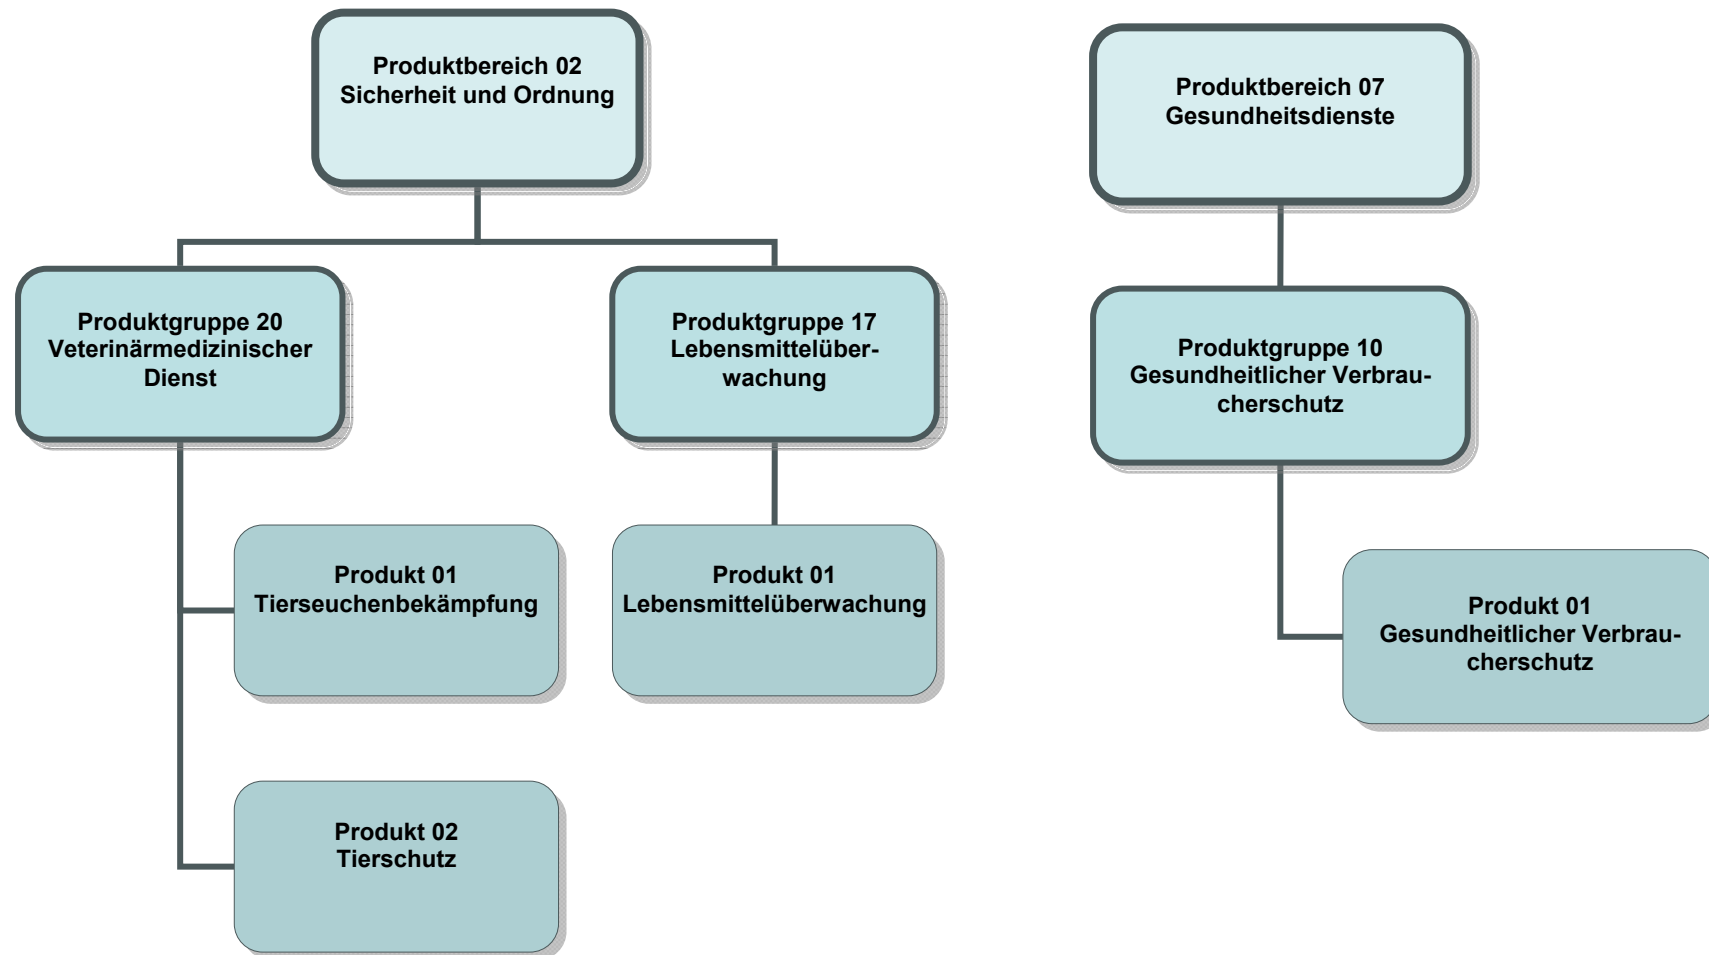 Produktbereich 02
Sicherheit und Ordnung
Produktbereich 07
Gesundheitsdienste
Produktgruppe 20
Veterinärmedizinischer
Dienst
Produktgruppe 17
Lebensmittelüber-
wachung
Produktgruppe 10
Gesundheitlicher Verbrau-
cherschutz
Produkt 01
Tierseuchenbekämpfung
Produkt 01
Lebensmittelüberwachung
Produkt 01
Gesundheitlicher Verbrau-
cherschutz
Produkt 02
Tierschutz